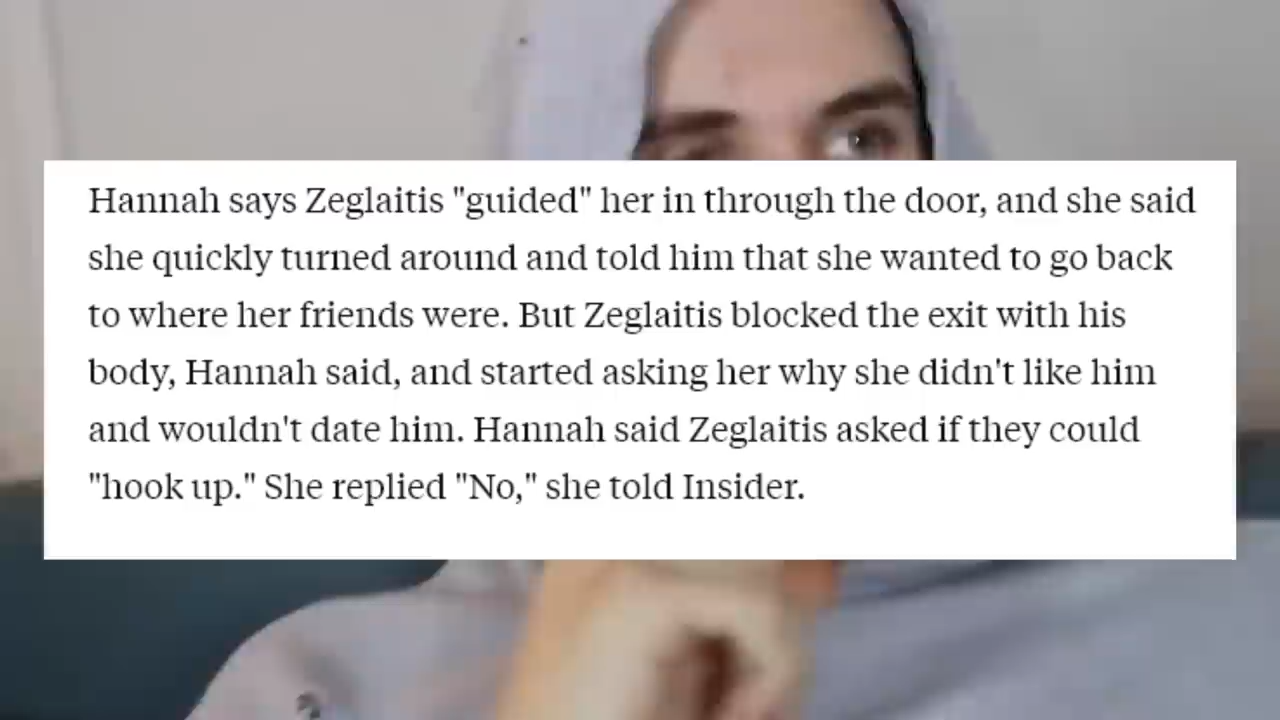 Hannah says Zeglaitis "guided" her in through the door, and she said
she quickly turned around and told him that she wanted to go back
to where her friends were. But Zeglaitis blocked the exit with his
body, Hannah said, and started asking her why she didn't like him
and wouldn't date him. Hannah said Zeglaitis asked if they could
"hook up." She replied "No," she told Insider.